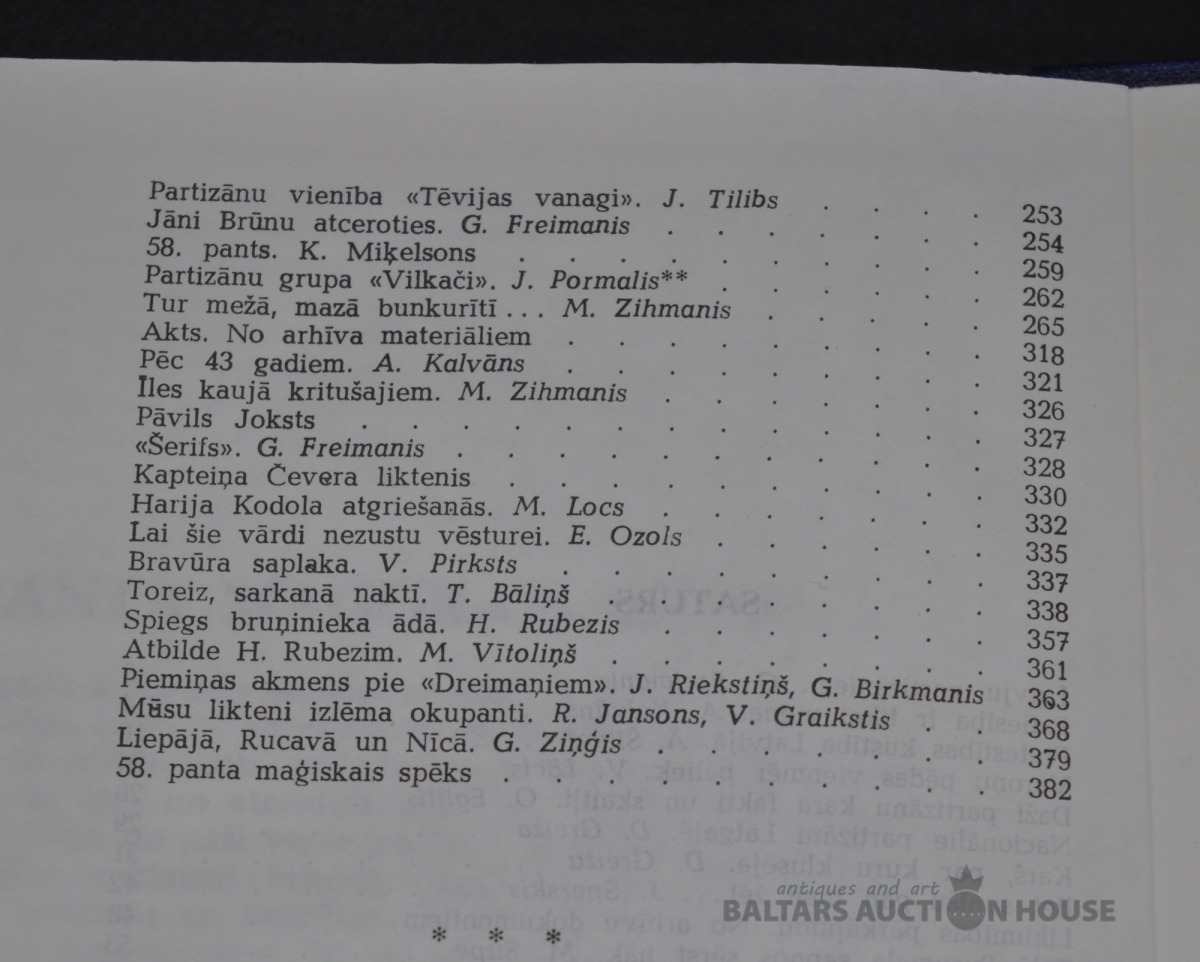 Partizānu vienība «Tēvijas vanagi». J. Tilibs . . . . 253
Jāni Brūnu atceroties. G. Freimanis . . . . . . . 254
58. pants. K. Miķelsons . . . . . . . . . . 259
Partizānu grupa «Vilkači». J. Pormalis** . . . . . . 262
Tur mežā, mazā bunkurītī... M. Zihmanis . . . . . 265
Akts. No arhīva materiāliem . . . . . . . . . 318
Pēc 43 gadiem. A. Kalvāns . . . . . . . . . 321
Īles kaujā kritušajiem. M. Zihmanis . . . . . . . 326
Pāvils Joksts . . . . . . . . . . . . . 327
«Šerifs». G. Freimanis . . . . . . . . . . . 328
Kapteiņa Čevera liktenis . . . . . . . . . . 330
Harija Kodola atgriešanās. M. Locs . . . . . . . 332
Lai šie vārdi nezustu vēsturei. E. Ozols . . . . . . 335
Bravūra saplaka. V. Pirksts . . . . . . . . . 337
Toreiz, sarkanā naktī. T. Bāliņš . . . . . . . . 338
Spiegs bruņinieka ādā. H. Rubezis . . . . . . . 357
Atbilde H. Rubezim. M. Vītoliņš . . . . . . . . 361
Piemiņas akmens pie «Dreimaņiem». J. Riekstiņš, G. Birkmanis 363
Mūsu likteni izlēma okupanti. R. Jansons, V. Graikstis . . 368
Liepājā, Rucavā un Nīcā. G. Ziņģis . . . . . . . 379
58. panta maģiskais spēks . . . . . . . . . . 382
* * *
antiques and art
BALTARS AUCTION HOUSE